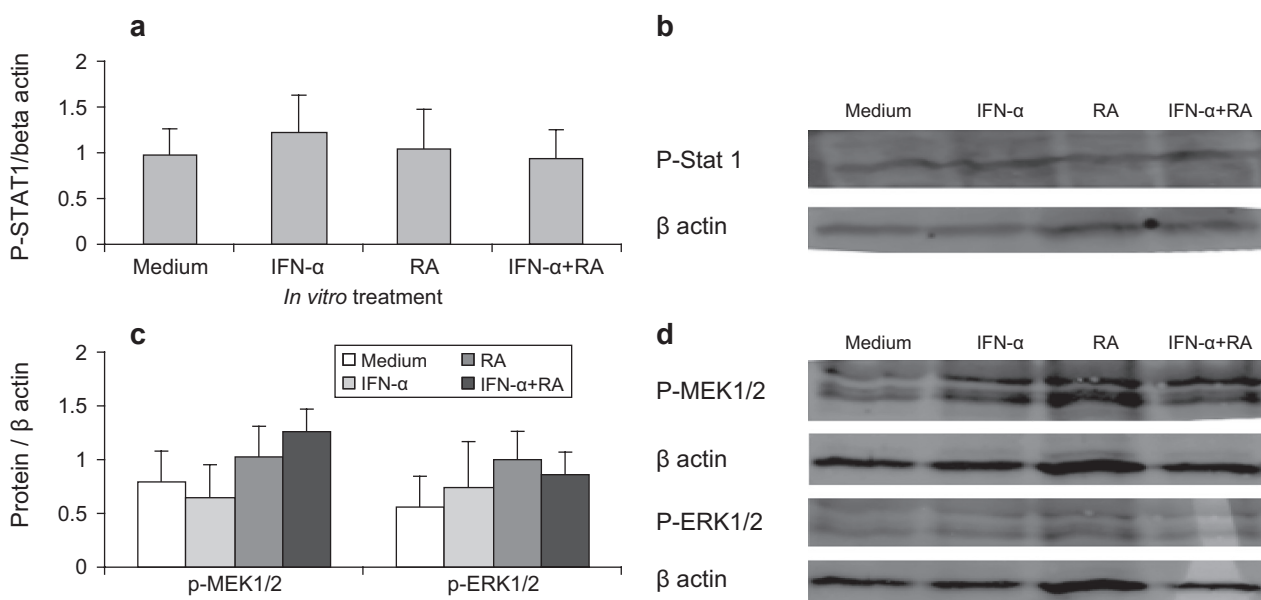 a
P-STAT1/beta actin
2
1.5
1
0.5
0
Medium IFN-α RA IFN-α+RA
In vitro treatment
b
Medium IFN-α RA IFN-α+RA
P-Stat 1
β actin
c
Protein / β actin
2
1.5
1
0.5
0
Medium RA
IFN-α IFN-α+RA
p-MEK1/2 p-ERK1/2
d
Medium IFN-α RA IFN-α+RA
P-MEK1/2
β actin
P-ERK1/2
β actin